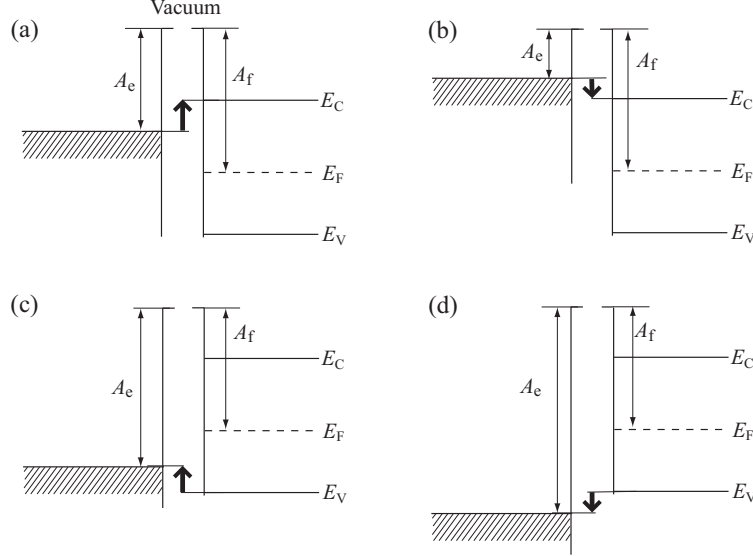 Vacuum
(a)
A_e
A_f
E_C
E_F
E_V
(b)
A_e
A_f
E_C
E_F
E_V
(c)
A_e
A_f
E_C
E_F
E_V
(d)
A_e
A_f
E_C
E_F
E_V